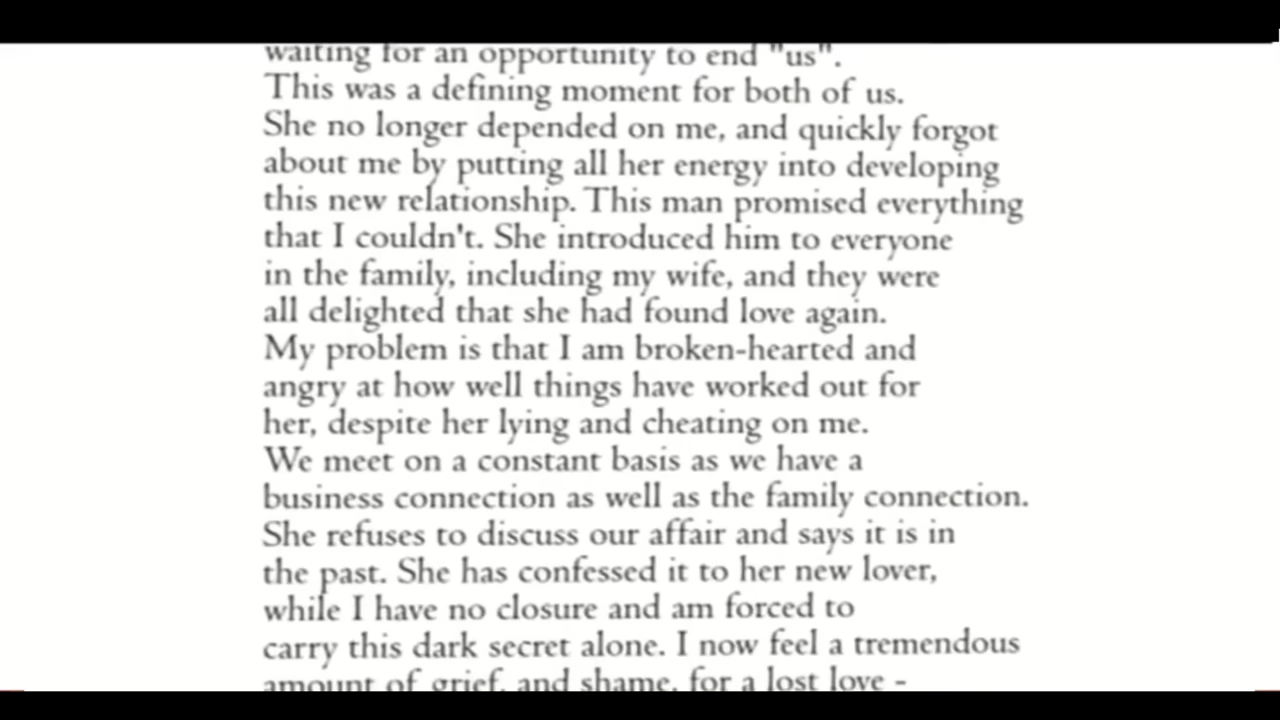 waiting for an opportunity to end "us".
This was a defining moment for both of us.
She no longer depended on me, and quickly forgot
about me by putting all her energy into developing
this new relationship. This man promised everything
that I couldn't. She introduced him to everyone
in the family, including my wife, and they were
all delighted that she had found love again.
My problem is that I am broken-hearted and
angry at how well things have worked out for
her, despite her lying and cheating on me.
We meet on a constant basis as we have a
business connection as well as the family connection.
She refuses to discuss our affair and says it is in
the past. She has confessed it to her new lover,
while I have no closure and am forced to
carry this dark secret alone. I now feel a tremendous
amount of grief, and shame, for a lost love -